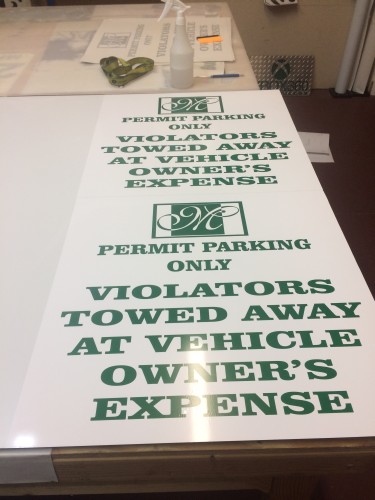 VIOLATORS
M
PERMIT PARKING
ONLY
VIOLATORS
TOWED AWAY
AT VEHICLE
OWNER'S
EXPENSE
M
PERMIT PARKING
ONLY
VIOLATORS
TOWED AWAY
AT VEHICLE
OWNER'S
EXPENSE